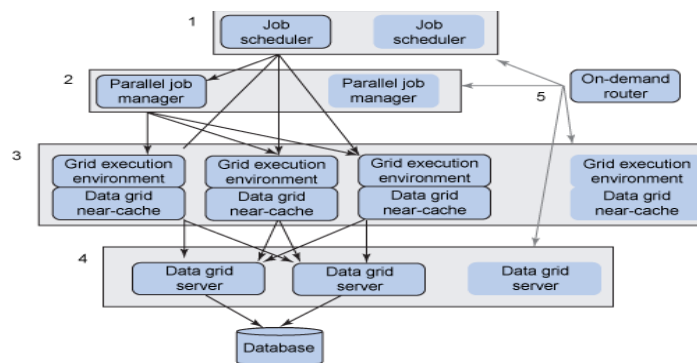 1
Job
scheduler
Job
scheduler
2
Parallel job
manager
Parallel job
manager
5
On-demand
router
3
Grid execution
environment
Data grid
near-cache
Grid execution
environment
Data grid
near-cache
Grid execution
environment
Data grid
near-cache
Grid execution
environment
Data grid
near-cache
4
Data grid
server
Data grid
server
Data grid
server
Database